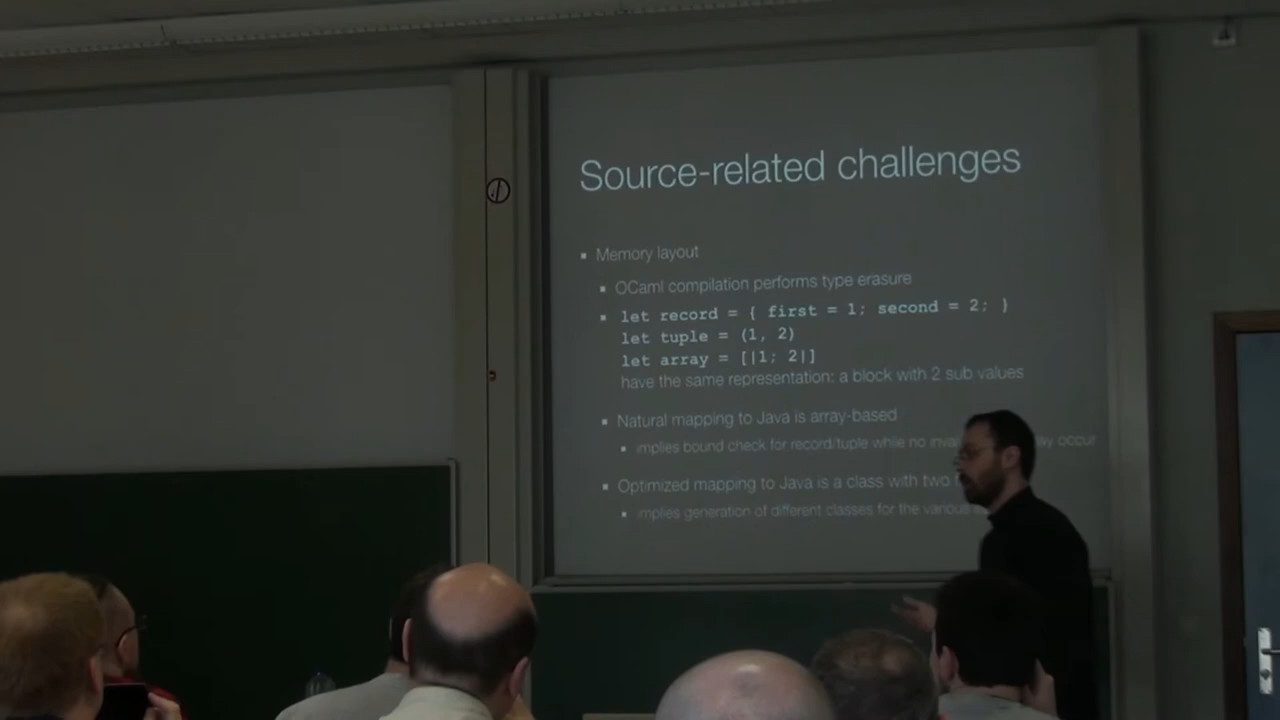 Source-related challenges
Memory layout
OCaml compilation performs type erasure
let record = { first = 1; second = 2; }
let tuple = (1, 2)
let array = [|1; 2|]
have the same representation: a block with 2 sub values
Natural mapping to Java is array-based
implies bound check for record/tuple while no occur
Optimized mapping to Java is a class with two
implies generation of different classes for the various